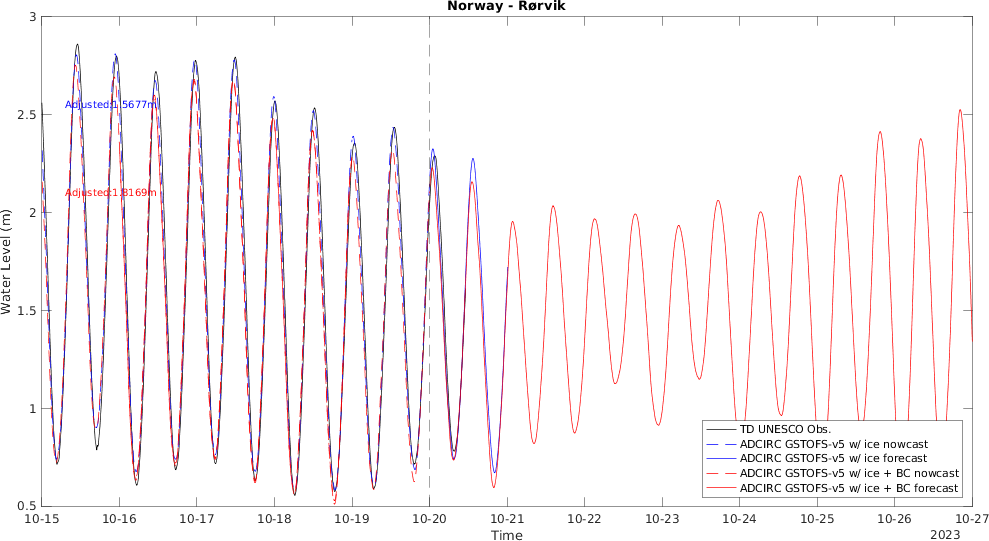 Norway - Rørvik
3
2.5
2
1.5
1
0.5
Water Level (m)
Adjusted:1.5677m
Adjusted:1.8169m
TD UNESCO Obs.
ADCIRC GSTOFS-v5 w/ ice nowcast
ADCIRC GSTOFS-v5 w/ ice forecast
ADCIRC GSTOFS-v5 w/ ice + BC nowcast
ADCIRC GSTOFS-v5 w/ ice + BC forecast
10-15 10-16 10-17 10-18 10-19 10-20 10-21 10-22 10-23 10-24 10-25 10-26 10-27
Time
2023